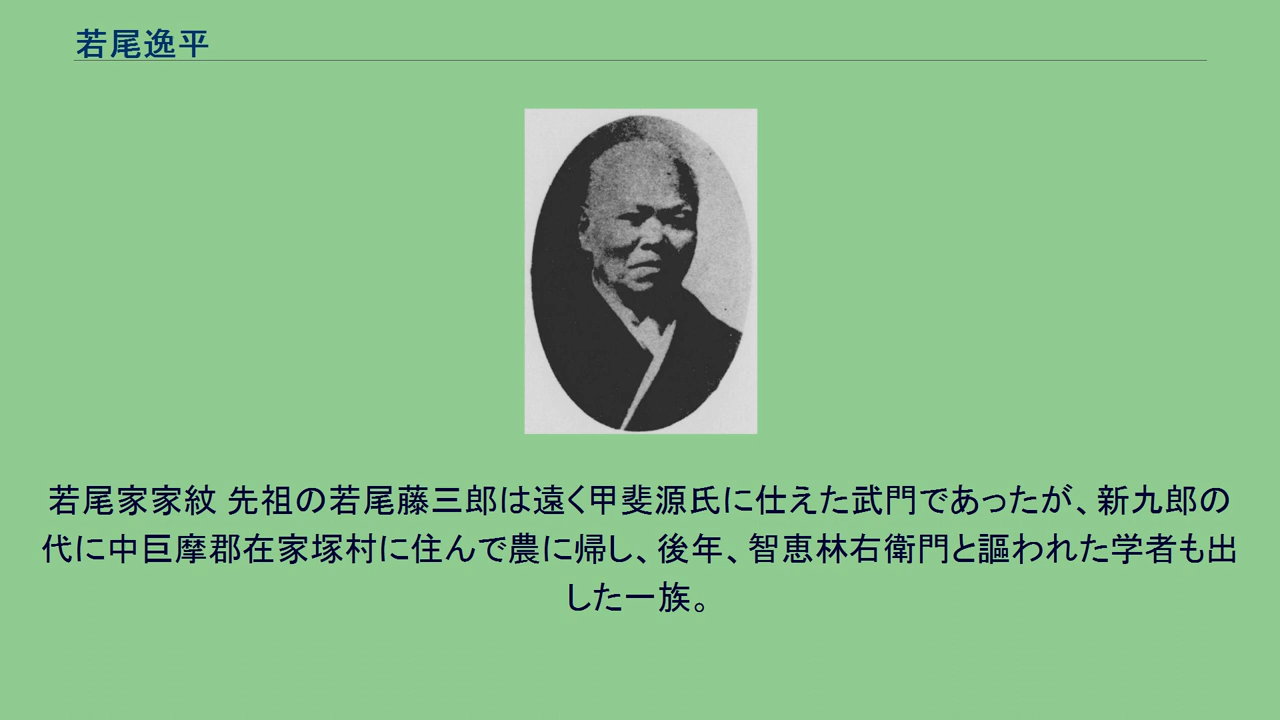 若尾逸平
若尾家家紋 先祖の若尾藤三郎は遠く甲斐源氏に仕えた武門であったが、新九郎の
代に中巨摩郡在家塚村に住んで農に帰し、後年、智恵林右衛門と謳われた学者も出
した一族。